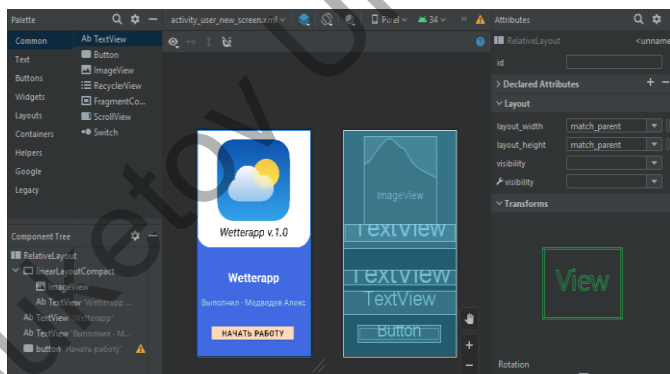 Palette
Common
Text
Buttons
Widgets
Layouts
Containers
Helpers
Google
Legacy
Ab TextView
Button
ImageView
RecyclerView
FragmentCo...
ScrollView
Switch
Component Tree
RelativeLayout
linearLayoutCompact
ImageView
Ab TextView "Wetterapp ...
Ab TextView "Wetterapp"
Ab TextView "Выполнил - М...
button "Начать работу"
activity_user_new_screen.xml
Pixel
34
Wetterapp v.1.0
Wetterapp
Выполнил - Медведев Алекс
НАЧАТЬ РАБОТУ
ImageView
TextView
TextView
TextView
Button
Attributes
RelativeLayout
<unname
id
Declared Attributes
Layout
layout_width
match_parent
layout_height
match_parent
visibility
visibility
Transforms
View
Rotation